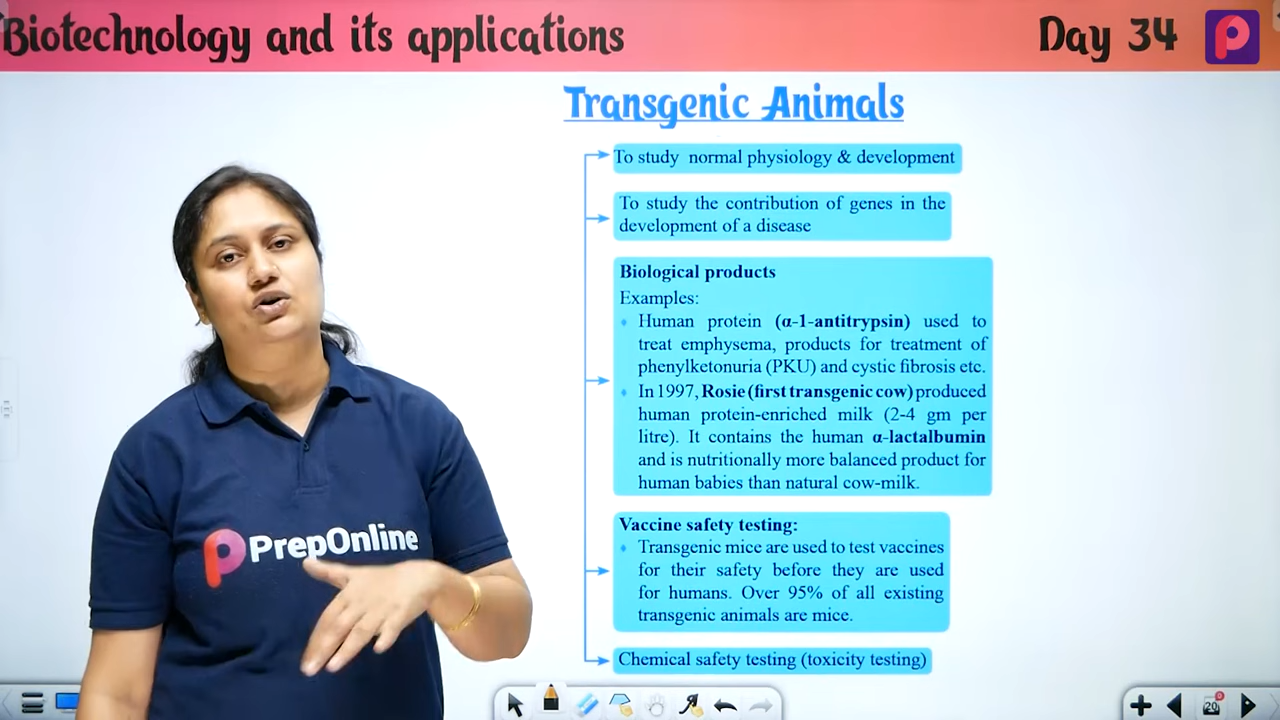 Biotechnology and its applications
Day 34
Transgenic Animals
To study normal physiology & development
To study the contribution of genes in the
development of a disease
Biological products
Examples:
Human protein (α-1-antitrypsin) used to
treat emphysema, products for treatment of
phenylketonuria (PKU) and cystic fibrosis etc.
In 1997, Rosie (first transgenic cow) produced
human protein-enriched milk (2-4 gm per
litre). It contains the human α-lactalbumin
and is nutritionally more balanced product for
human babies than natural cow-milk.
Vaccine safety testing:
Transgenic mice are used to test vaccines
for their safety before they are used
for humans. Over 95% of all existing
transgenic animals are mice.
Chemical safety testing (toxicity testing)
PrepOnline
20